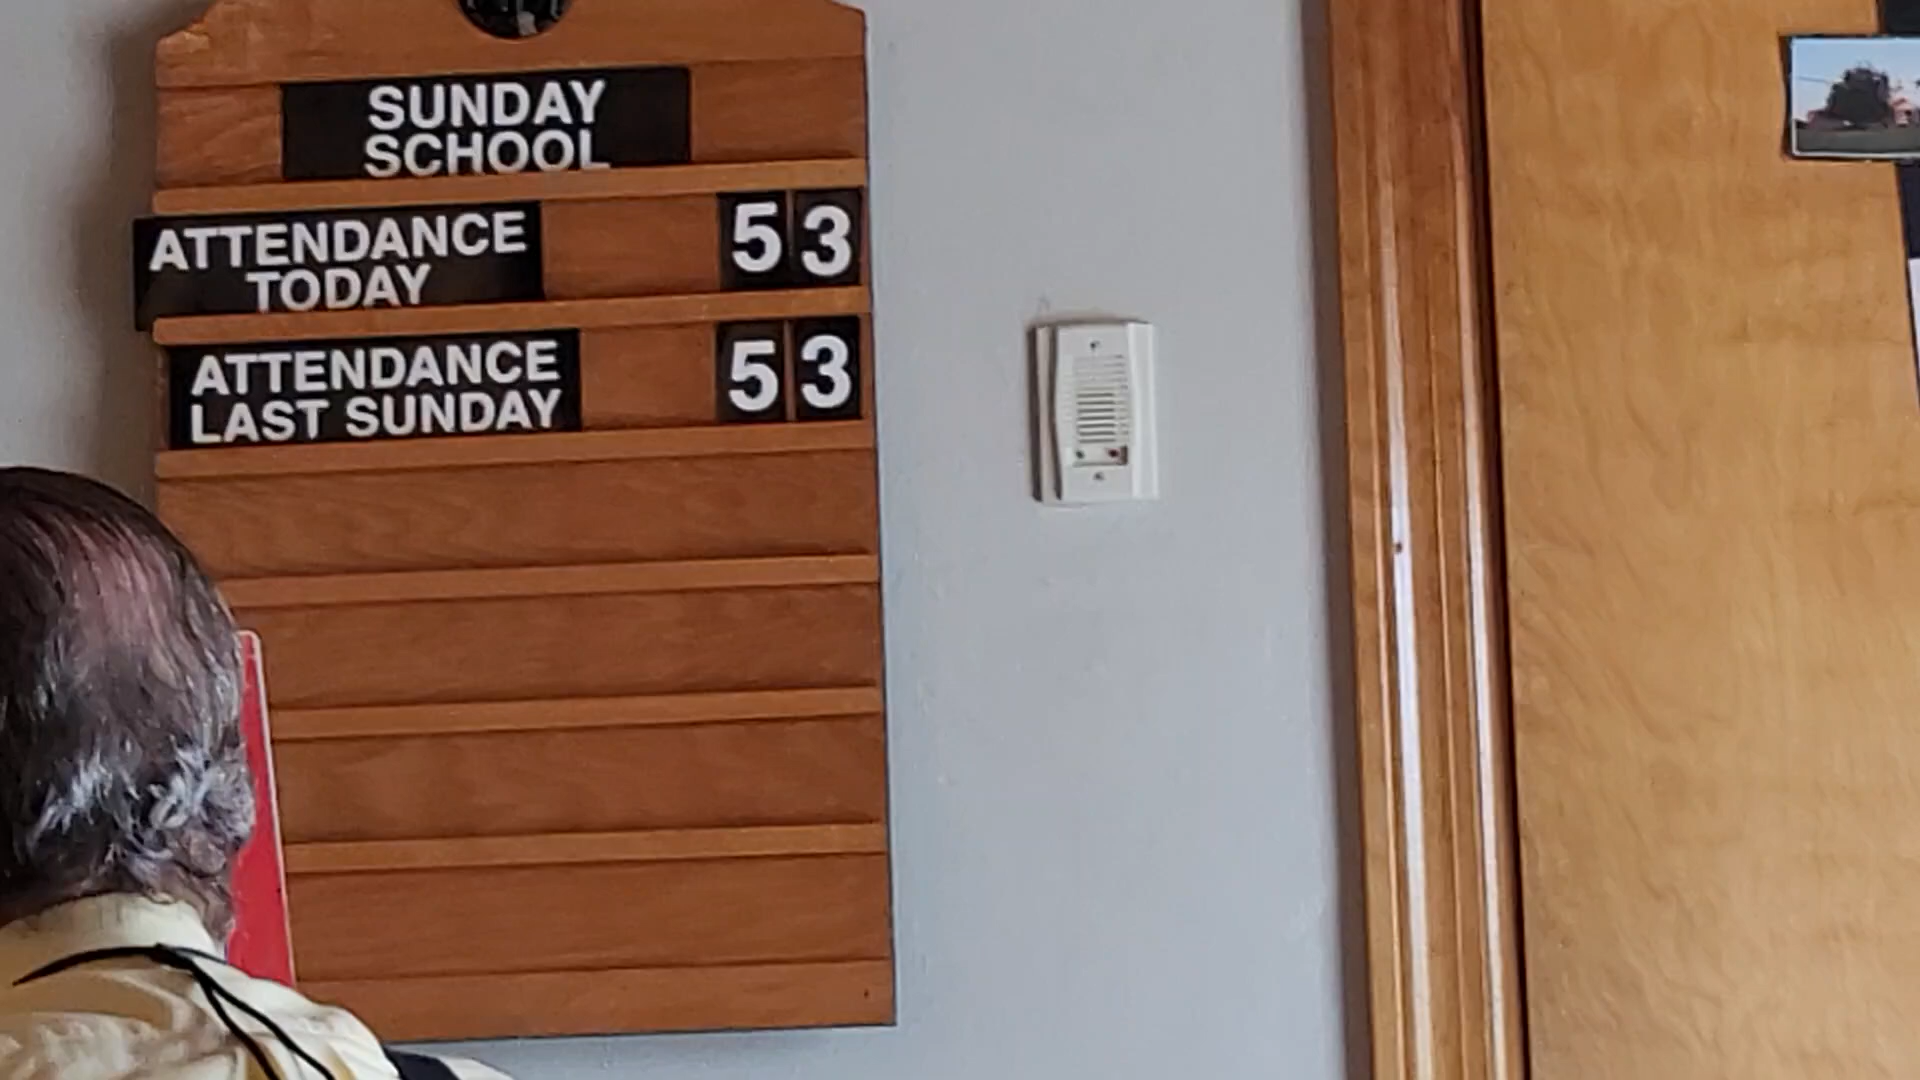 SUNDAY
SCHOOL
ATTENDANCE
TODAY
53
ATTENDANCE
LAST SUNDAY
53